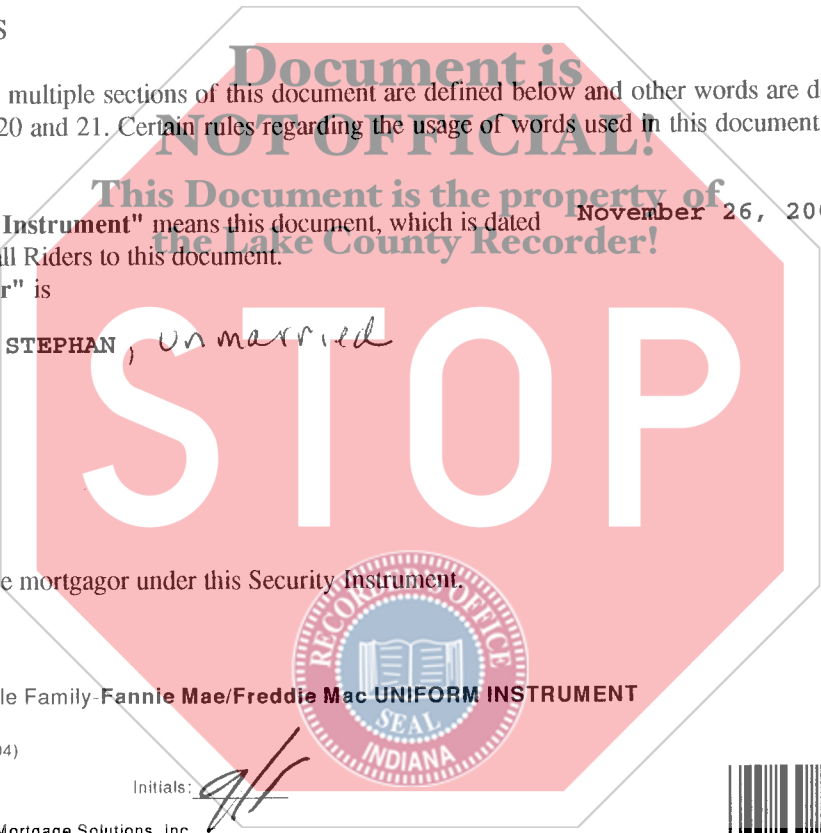 S
Document is
multiple sections of this document are defined below and other words are d
20 and 21. Certain rules regarding the usage of words used in this document
NOT OFFICIAL!
This Document is the property of
Instrument" means this document, which is dated November 26, 200
the Lake County Recorder!
ll Riders to this document.
r" is
STEPHAN, unmarried
STOP
e mortgagor under this Security Instrument.
RECORDER'S OFFICE
le Family-Fannie Mae/Freddie Mac UNIFORM INSTRUMENT
SEAL
04)
INDIANA
Initials:
Mortgage Solutions, Inc.